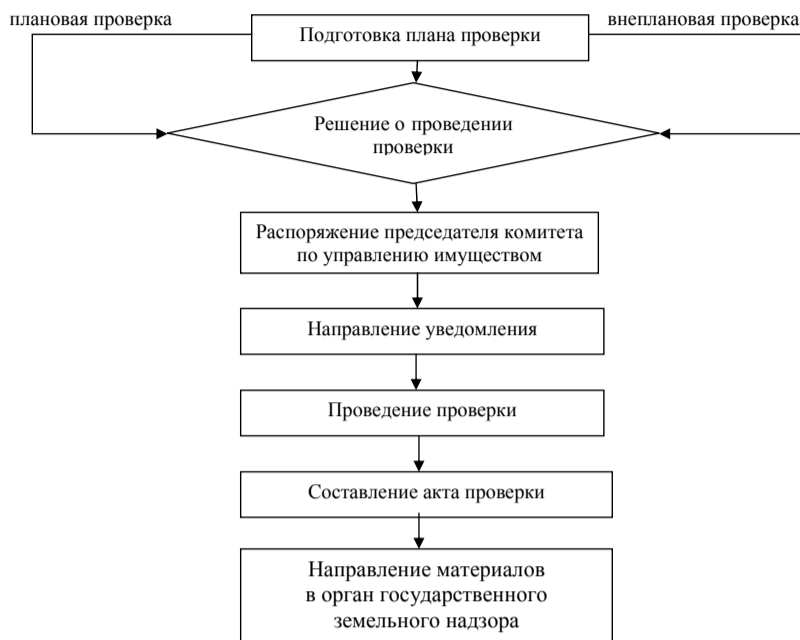 плановая проверка
Подготовка плана проверки
внеплановая проверка
Решение о проведении
проверки
Распоряжение председателя комитета
по управлению имуществом
Направление уведомления
Проведение проверки
Составление акта проверки
Направление материалов
в орган государственного
земельного надзора